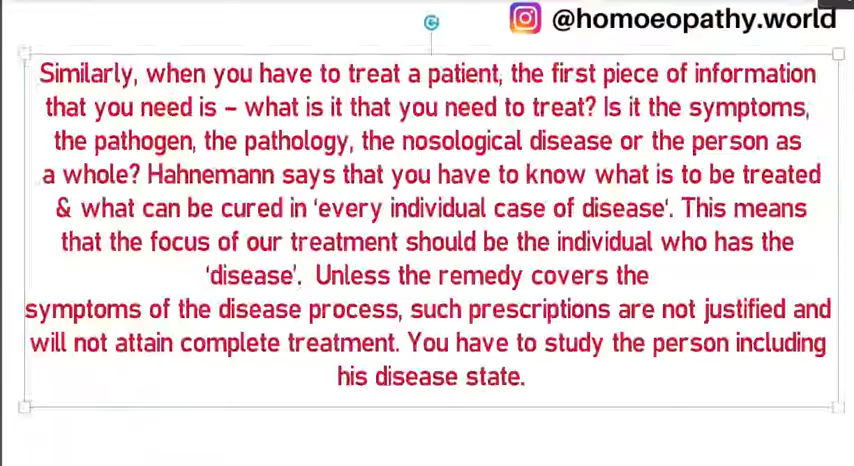 @homoeopathy.world
Similarly, when you have to treat a patient, the first piece of information
that you need is – what is it that you need to treat? Is it the symptoms,
the pathogen, the pathology, the nosological disease or the person as
a whole? Hahnemann says that you have to know what is to be treated
& what can be cured in 'every individual case of disease'. This means
that the focus of our treatment should be the individual who has the
'disease'. Unless the remedy covers the
symptoms of the disease process, such prescriptions are not justified and
will not attain complete treatment. You have to study the person including
his disease state.